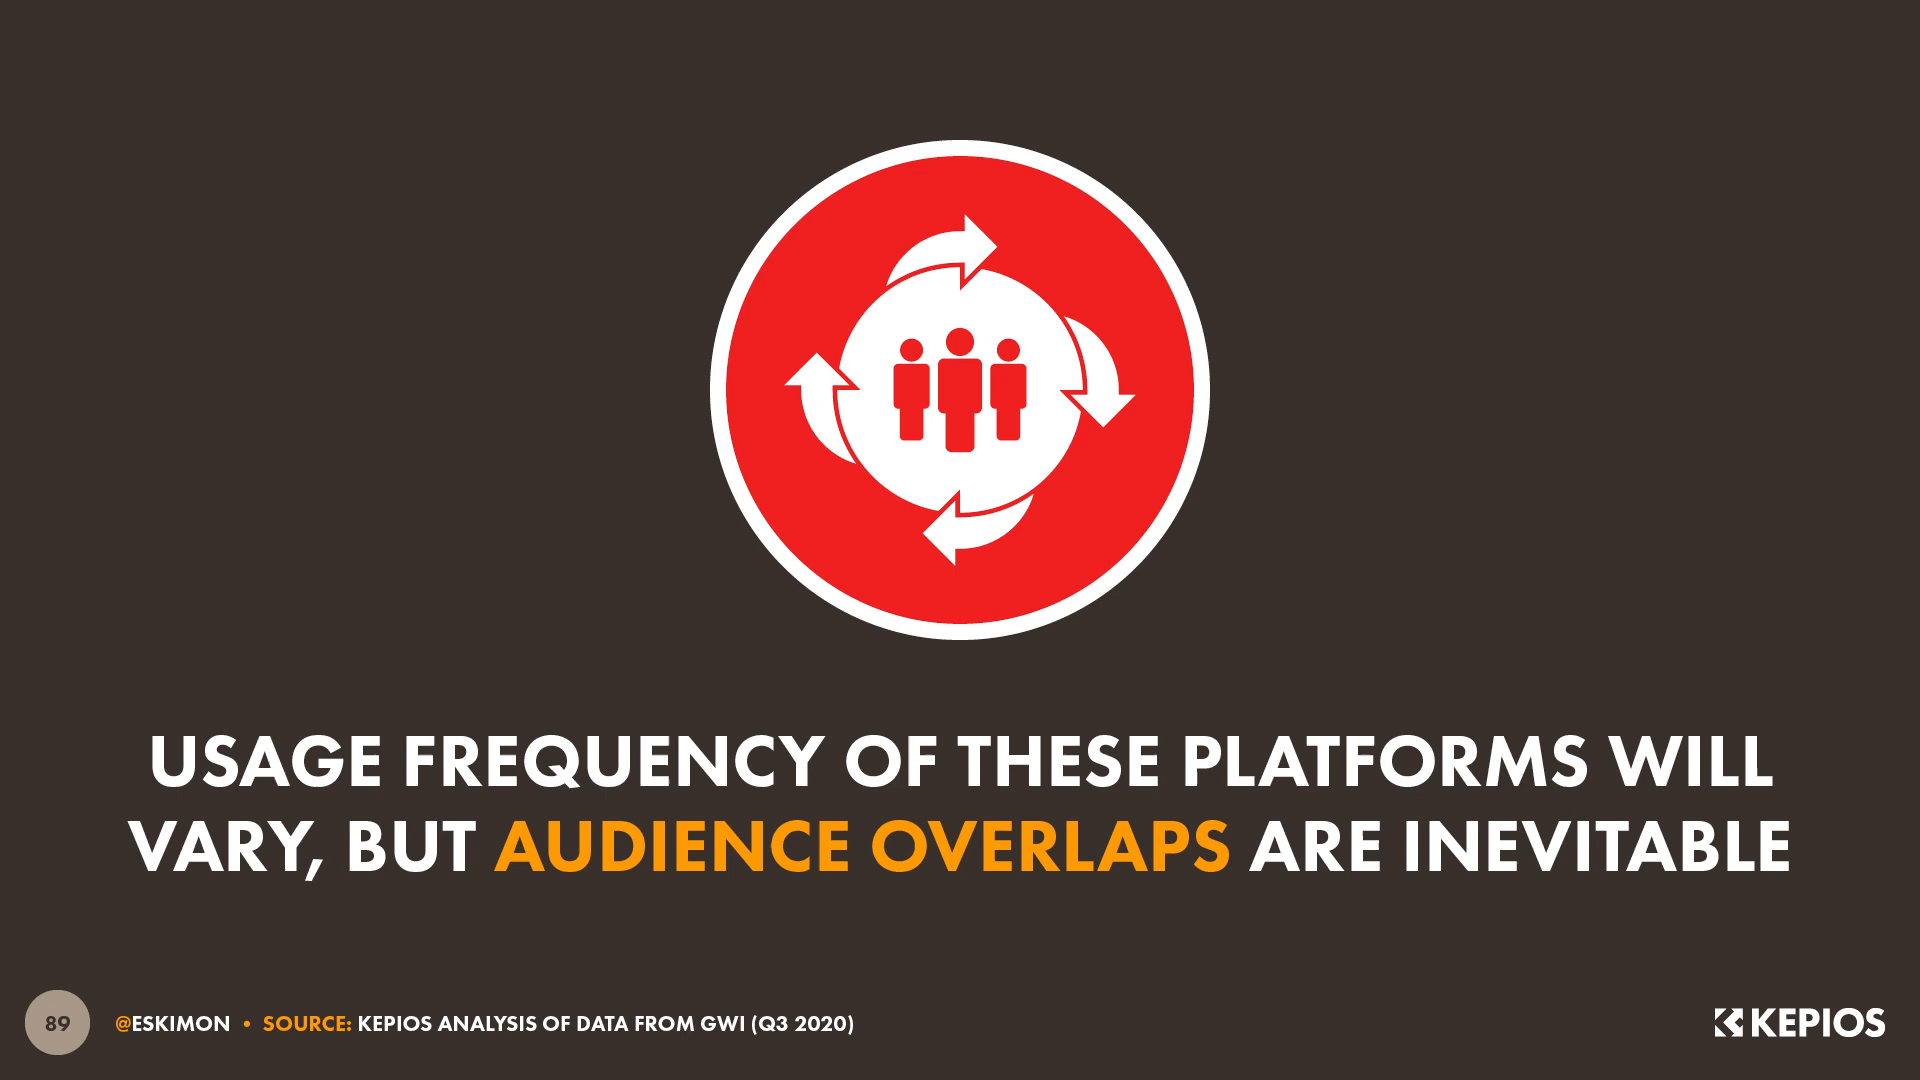 USAGE FREQUENCY OF THESE PLATFORMS WILL
VARY, BUT AUDIENCE OVERLAPS ARE INEVITABLE
89
@ESKIMON • SOURCE: KEPIOS ANALYSIS OF DATA FROM GWI (Q3 2020)
KEPIOS